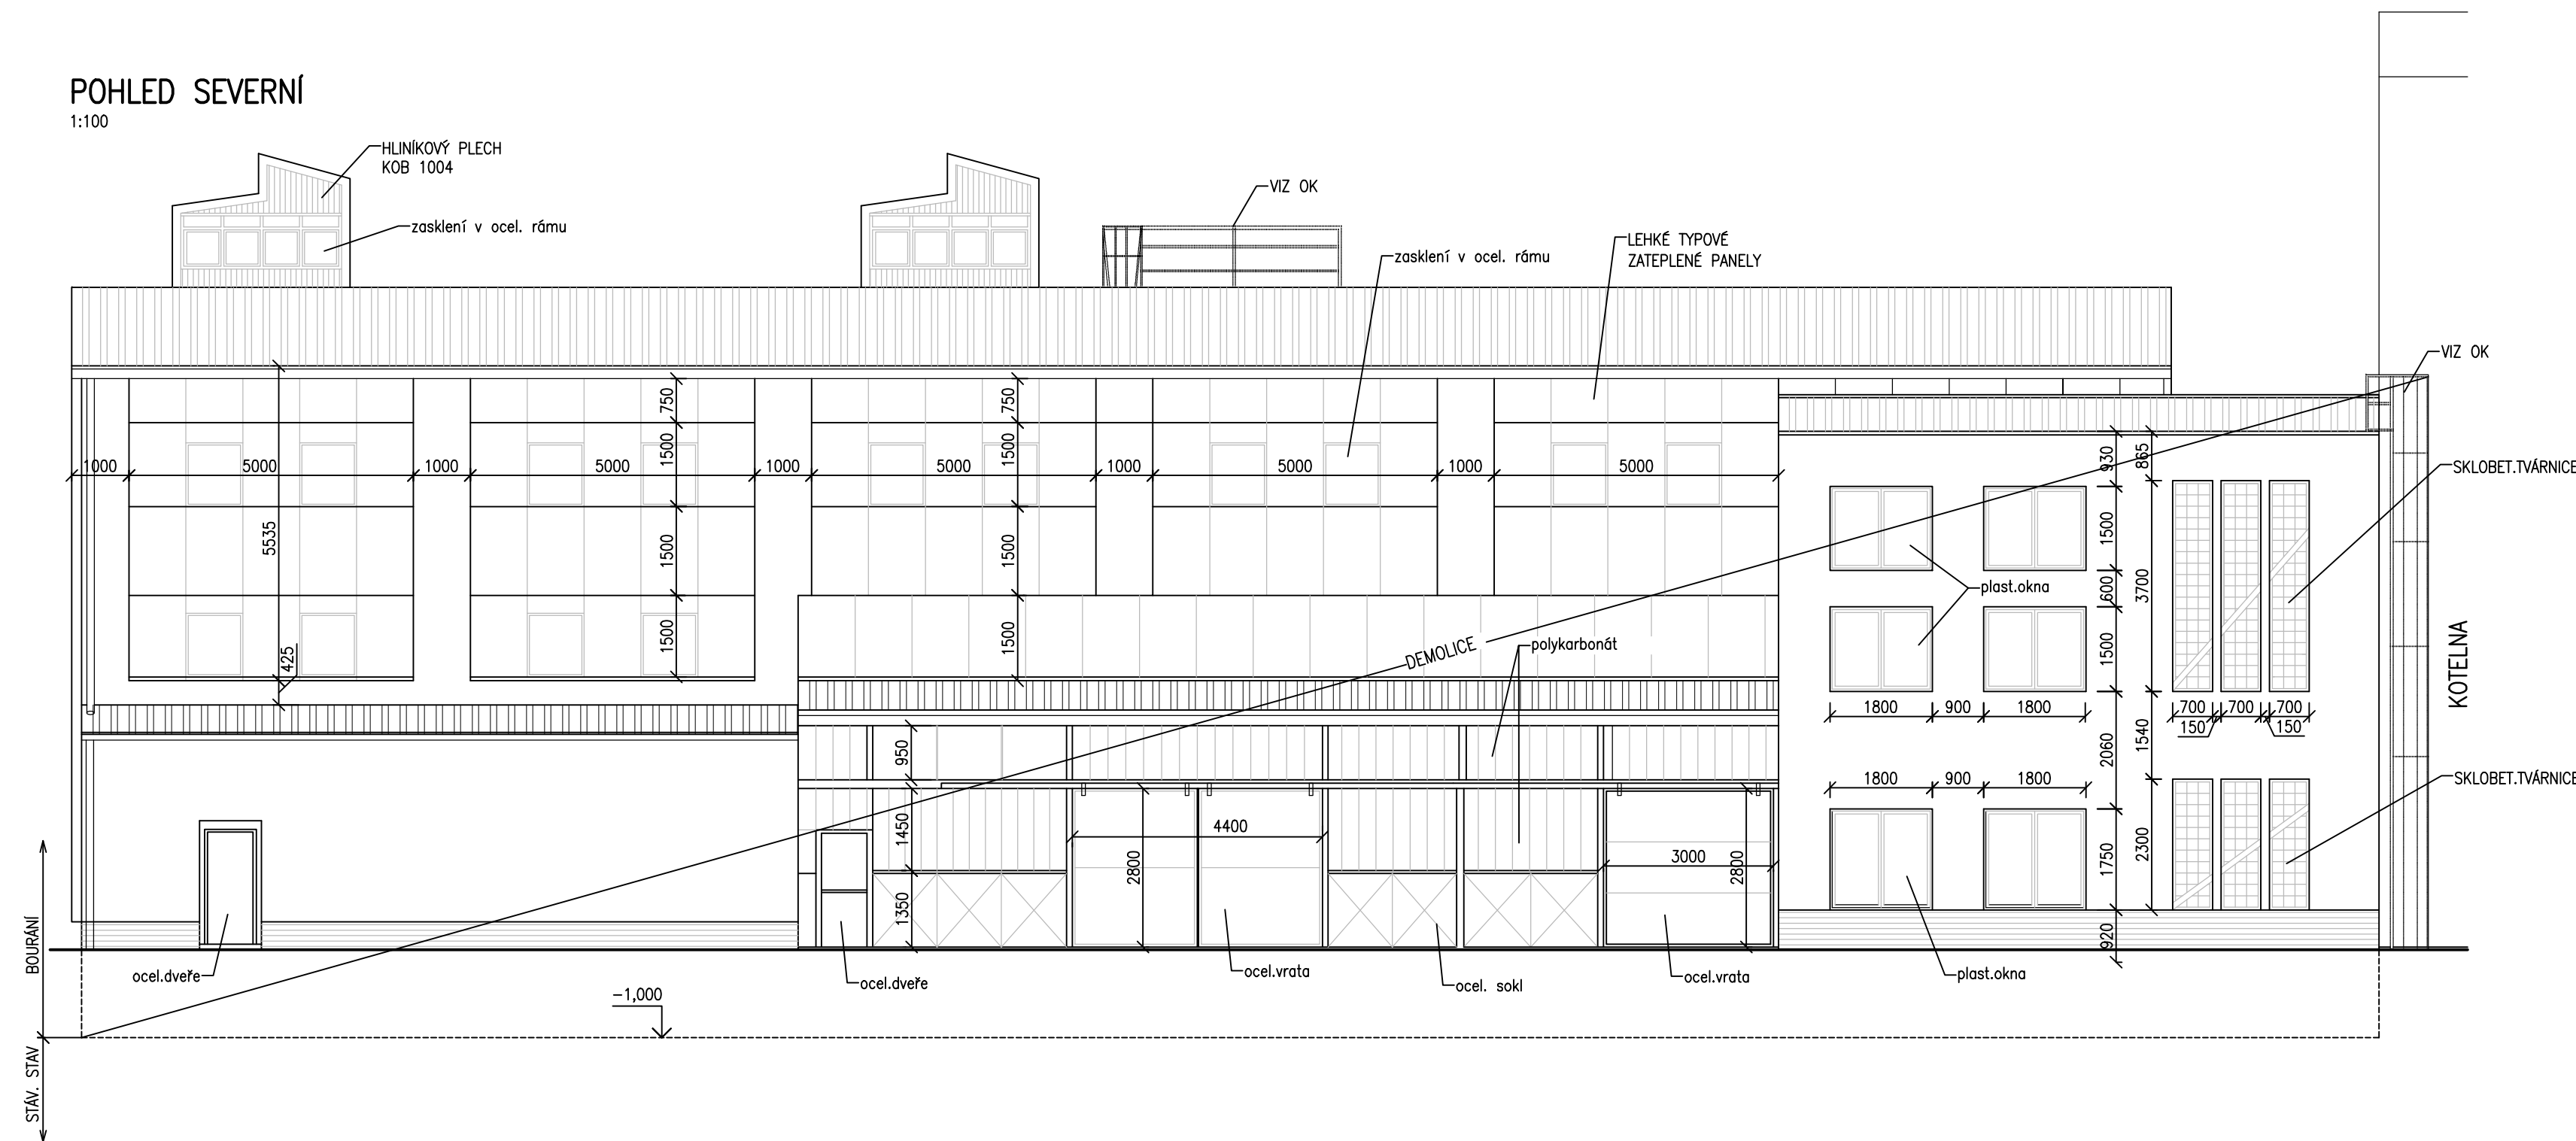 POHLED SEVERNÍ
1:100
HLINÍKOVÝ PLECH
KOB 1004
zasklení v ocel. rámu
VIZ OK
zasklení v ocel. rámu
LEHKÉ TYPOVÉ
ZATEPLENÉ PANELY
VIZ OK
750
750
1500
1500
930
865
1000
5000
1000
5000
1000
5000
1000
5000
1000
5000
SKLOBET.TVÁRNICE
5535
1500
1500
1500
3700
600
plast.okna
425
1500
1500
1500
DEMOLICE
polykarbonát
KOTELNA
1800
900
1800
700
700
700
150
150
950
2060
1540
1800
900
1800
SKLOBET.TVÁRNICE
1450
4400
2800
3000
2800
1750
2300
1350
920
BOURÁNÍ
ocel.dveře
ocel.dveře
ocel.vrata
ocel. sokl
ocel.vrata
plast.okna
-1,000
STÁV. STAV